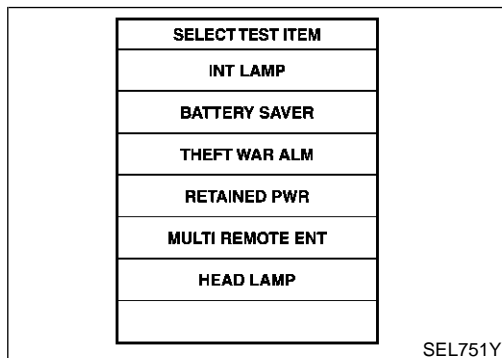 SELECT TEST ITEM
INT LAMP
BATTERY SAVER
THEFT WAR ALM
RETAINED PWR
MULTI REMOTE ENT
HEAD LAMP
SEL751Y